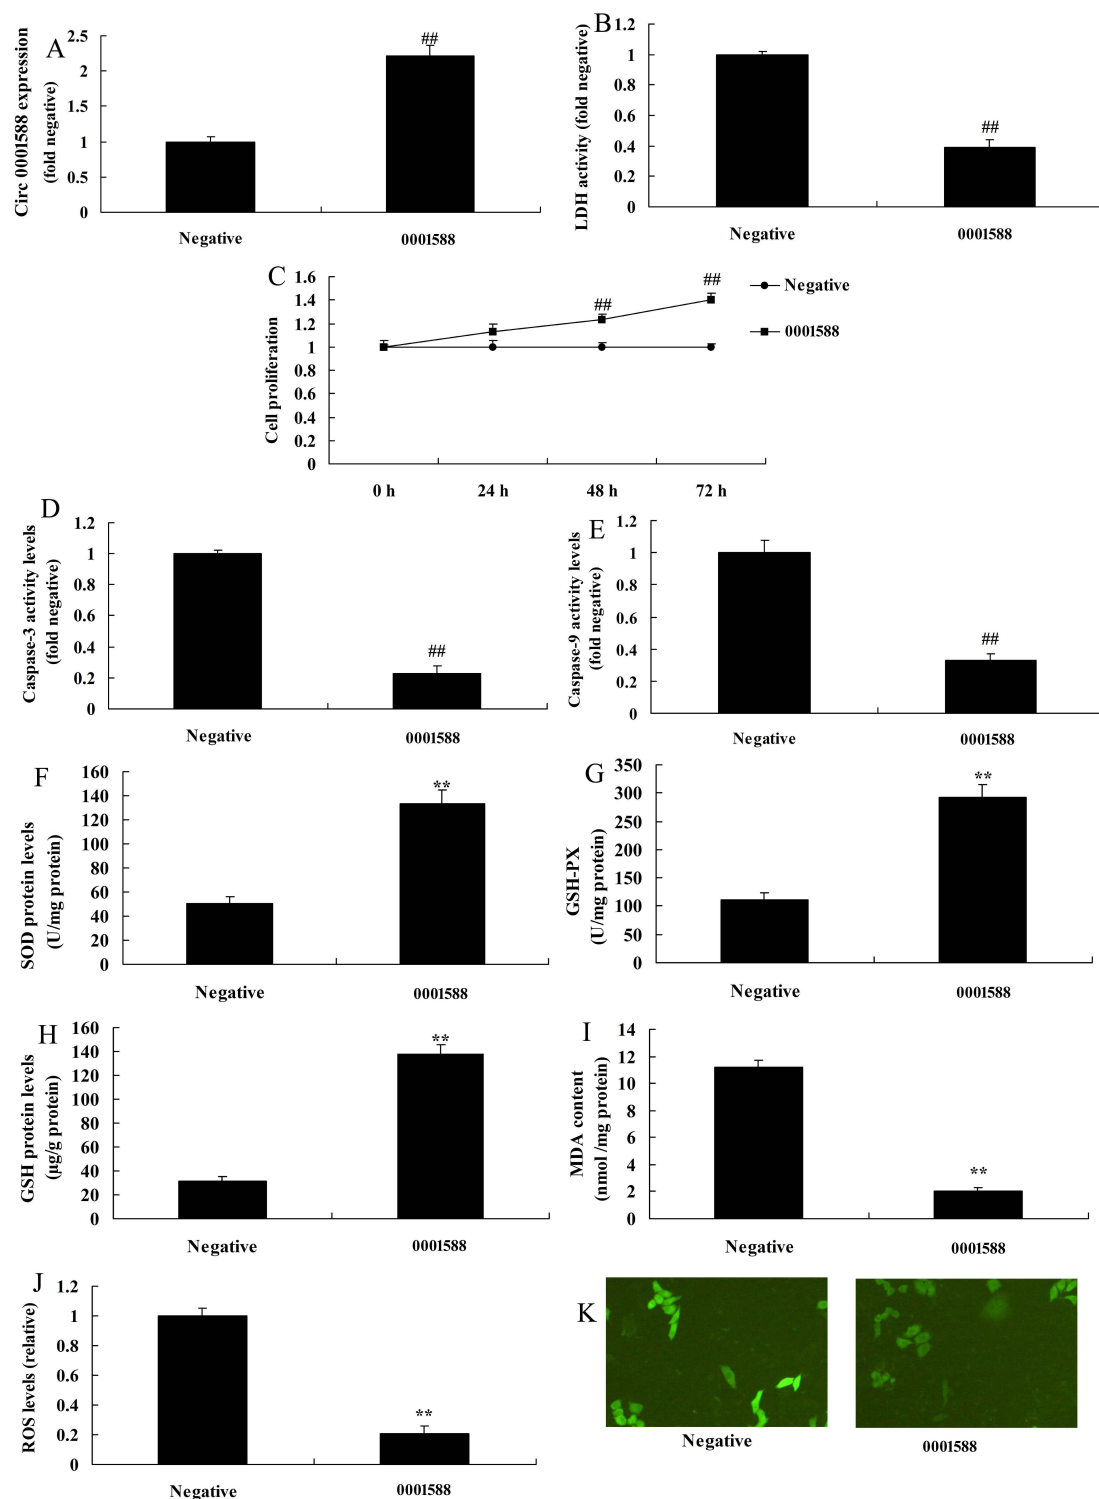 A
Circ 0001588 expression
(fold negative)
2.5
2
1.5
1
2.5
0
##
Negative
0001588
B
LDH activity (fold negative)
1.2
1
0.8
0.6
0.4
0.2
0
##
Negative
0001588
C
Cell proliferation
1.6
1.4
1.2
1
0.8
0.6
0.4
0.2
0
##
##
0 h
24 h
48 h
72 h
Negative
0001588
D
Caspase-3 activity levels
(fold negative)
1.2
1
0.8
0.6
0.4
0.2
0
##
Negative
0001588
E
Caspase-9 activity levels
(fold negative)
1.2
1
0.8
0.6
0.4
0.2
0
##
Negative
0001588
F
SOD protein levels
(U/mg protein)
160
140
120
100
80
60
40
20
0
**
Negative
0001588
G
GSH-PX
(U/mg protein)
350
300
250
200
150
100
50
0
**
Negative
0001588
H
GSH protein levels
(μg/g protein)
160
140
120
100
80
60
40
20
0
**
Negative
0001588
I
MDA content
(nmol /mg protein)
14
12
10
8
6
4
2
0
**
Negative
0001588
J
ROS levels (relative)
1.2
1
0.8
0.6
0.4
0.2
0
**
Negative
0001588
K
Negative
0001588